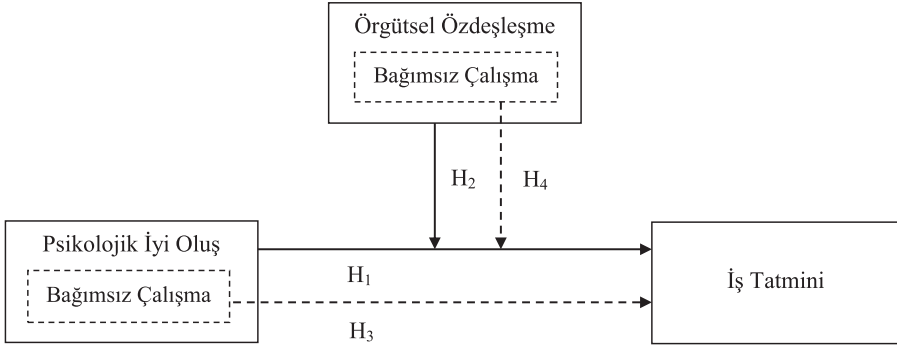 Örgütsel Özdeşleşme
Bağımsız Çalışma
H₂
H₄
Psikolojik İyi Oluş
Bağımsız Çalışma
H₁
H₃
İş Tatmini